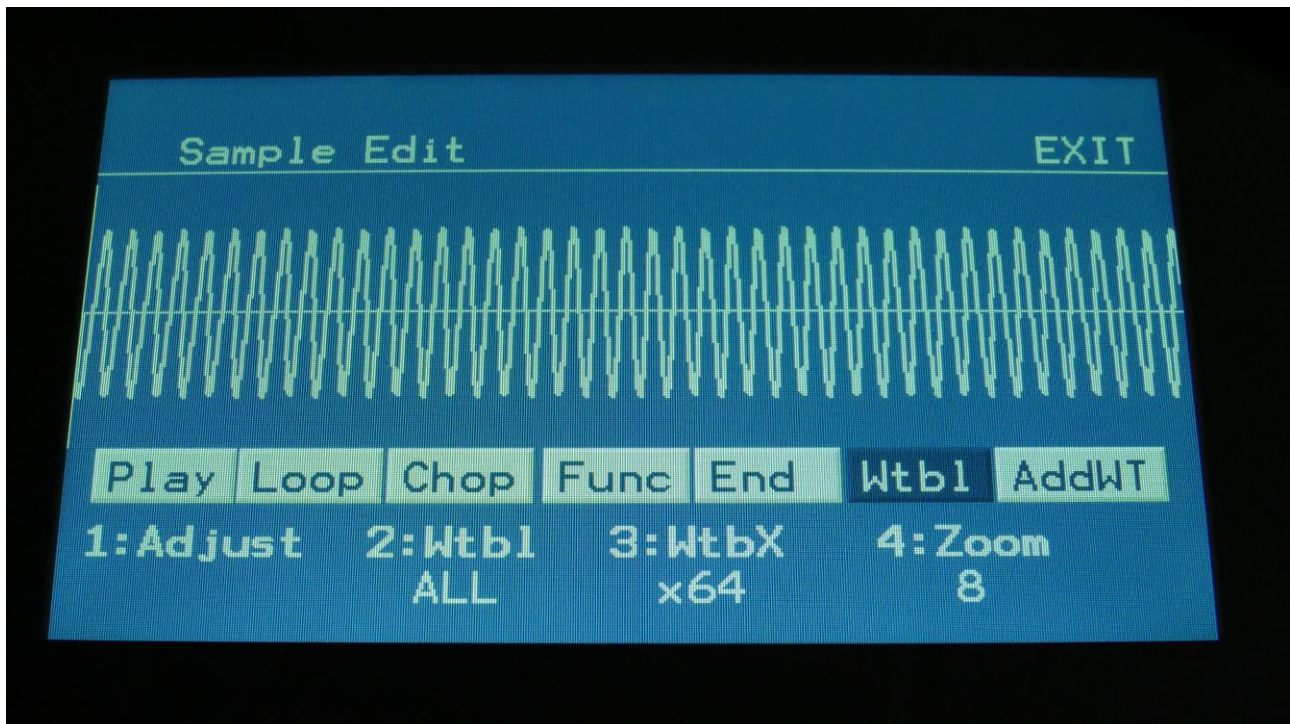 Sample Edit EXIT
Play Loop Chop Func End Wtbl AddWT
1:Adjust 2:Wtbl 3:WtbX 4:Zoom
ALL x64 8